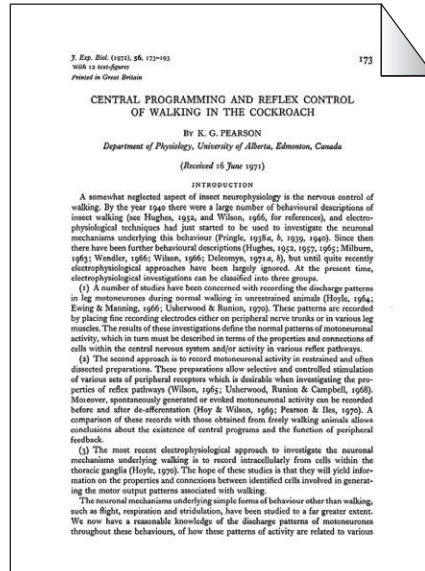 J. Exp. Biol. (1972), 56, 173-193
With 12 text-figures
Printed in Great Britain
173
CENTRAL PROGRAMMING AND REFLEX CONTROL
OF WALKING IN THE COCKROACH
BY K. G. PEARSON
Department of Physiology, University of Alberta, Edmonton, Canada
(Received 16 June 1971)
INTRODUCTION
A somewhat neglected aspect of insect neurophysiology is the nervous control of
walking. By the year 1940 there were a large number of behavioural descriptions of
insect walking (see Hughes, 1952, and Wilson, 1966, for references), and electro-
physiological techniques had just started to be used to investigate the neuronal
mechanisms underlying this behaviour (Pringle, 1938a, b, 1939, 1940). Since then
there have been further behavioural descriptions (Hughes, 1952, 1957, 1965; Milburn,
1963; Wendler, 1966; Wilson, 1966; Delcomyn, 1971a, b), but until quite recently
electrophysiological approaches have been largely ignored. At the present time,
electrophysiological investigations can be classified into three groups.
(1) A number of studies have been concerned with recording the discharge patterns
in leg motoneurones during normal walking in unrestrained animals (Hoyle, 1964;
Ewing & Manning, 1966; Usherwood & Runion, 1970). These patterns are recorded
by placing fine recording electrodes either on peripheral nerve trunks or in various leg
muscles. The results of these investigations define the normal patterns of motoneuronal
activity, which in turn must be described in terms of the properties and connections of
cells within the central nervous system and/or activity in various reflex pathways.
(2) The second approach is to record motoneuronal activity in restrained and often
dissected preparations. These preparations allow selective and controlled stimulation
of various sets of peripheral receptors which is desirable when investigating the pro-
perties of reflex pathways (Wilson, 1965; Usherwood, Runion & Campbell, 1968).
Moreover, spontaneously generated or evoked motoneuronal activity can be recorded
before and after de-afferentation (Hoy & Wilson, 1969; Pearson & Iles, 1970). A
comparison of these records with those obtained from freely walking animals allows
conclusions about the existence of central programs and the function of peripheral
feedback.
(3) The most recent electrophysiological approach to investigate the neuronal
mechanisms underlying walking is to record intracellularly from cells within the
thoracic ganglia (Hoyle, 1970). The hope of these studies is that they will yield infor-
mation on the properties and connexions between identified cells involved in generat-
ing the motor output patterns associated with walking.
The neuronal mechanisms underlying simple forms of behaviour other than walking,
such as flight, respiration and stridulation, have been studied to a far greater extent.
We now have a reasonable knowledge of the discharge patterns of motoneurones
throughout these behaviours, of how these patterns of activity are related to various